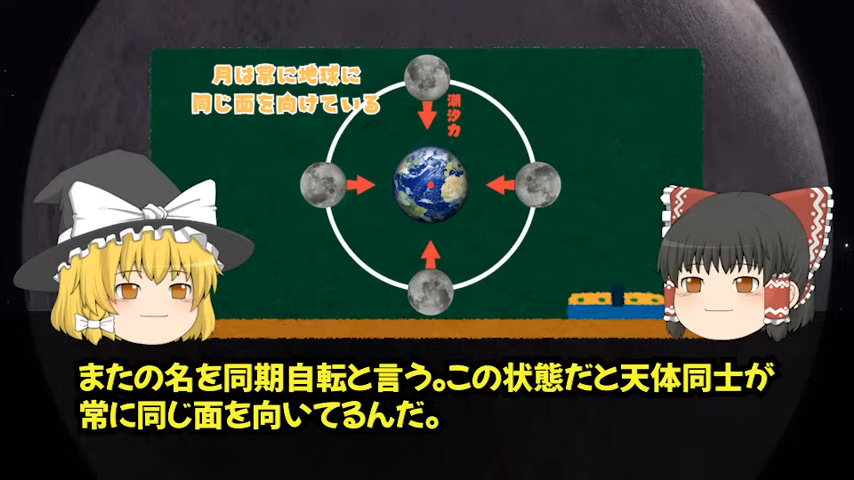 月は常に地球に
同じ面を向けている
潮汐力
またの名を同期自転と言う。この状態だと天体同士が
常に同じ面を向いてるんだ。